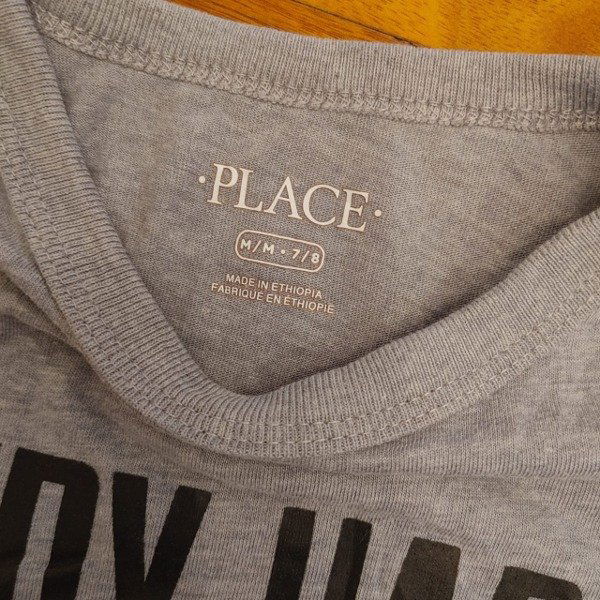 ·PLACE·
M/M • 7/8
MADE IN ETHIOPIA
FABRIQUE EN ÉTHIOPIE